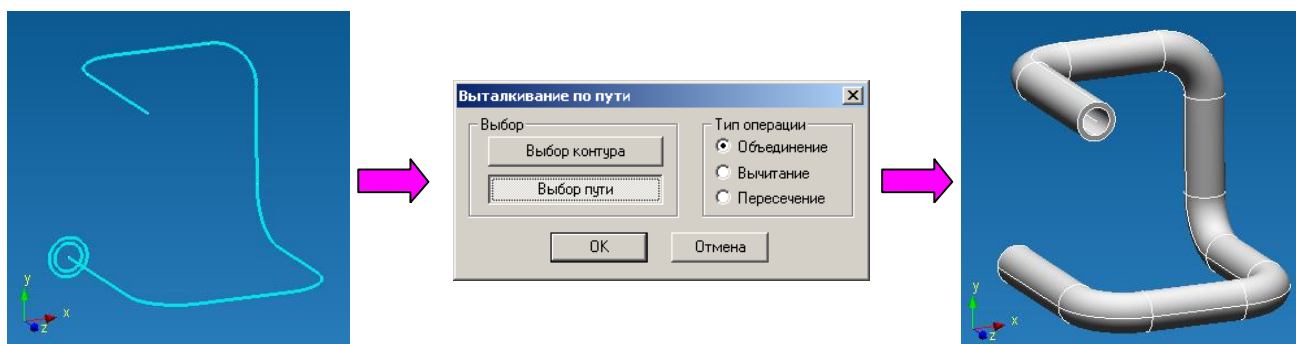 y
x
z
Выталкивание по пути
Выбор
Выбор контура
Выбор пути
Тип операции
Объединение
Вычитание
Пересечение
OK
Отмена
y
x
z